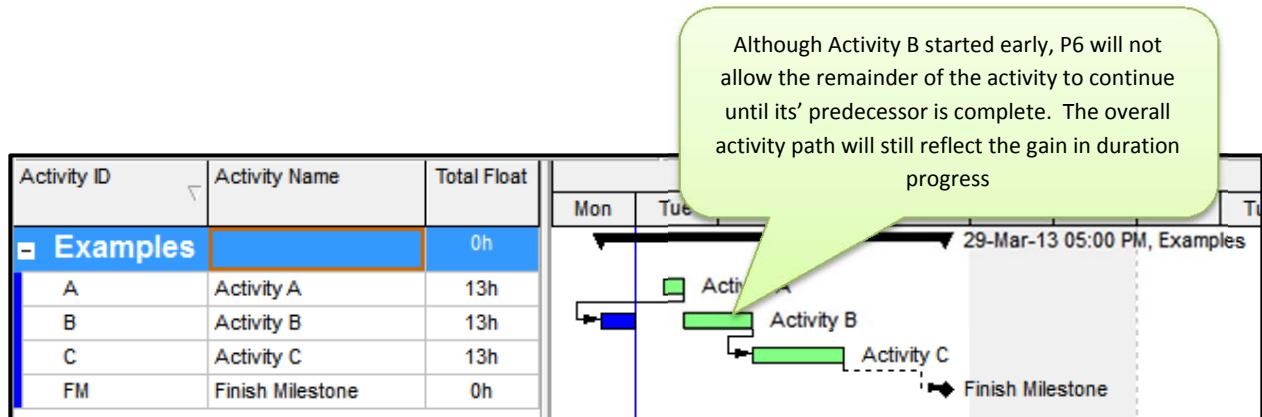 Although Activity B started early, P6 will not
allow the remainder of the activity to continue
until its’ predecessor is complete. The overall
activity path will still reflect the gain in duration
progress
Activity ID Activity Name Total Float
Mon Tue
Examples 0h 29-Mar-13 05:00 PM, Examples
A Activity A 13h
B Activity B 13h Activity B
C Activity C 13h Activity C
FM Finish Milestone 0h Finish Milestone